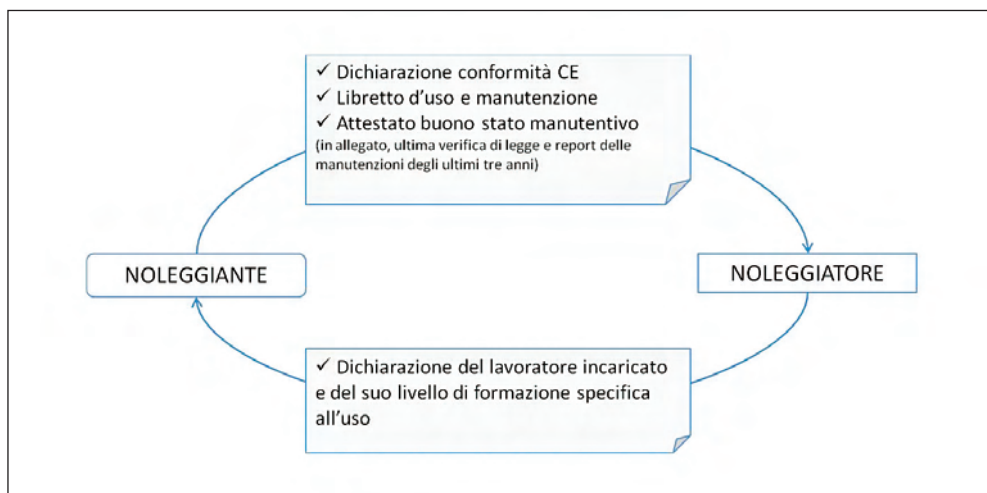 ✓ Dichiarazione conformità CE
✓ Libretto d'uso e manutenzione
✓ Attestato buono stato manutentivo
(in allegato, ultima verifica di legge e report delle
manutenzioni degli ultimi tre anni)
NOLEGGIANTE
NOLEGGIATORE
✓ Dichiarazione del lavoratore incaricato
e del suo livello di formazione specifica
all'uso